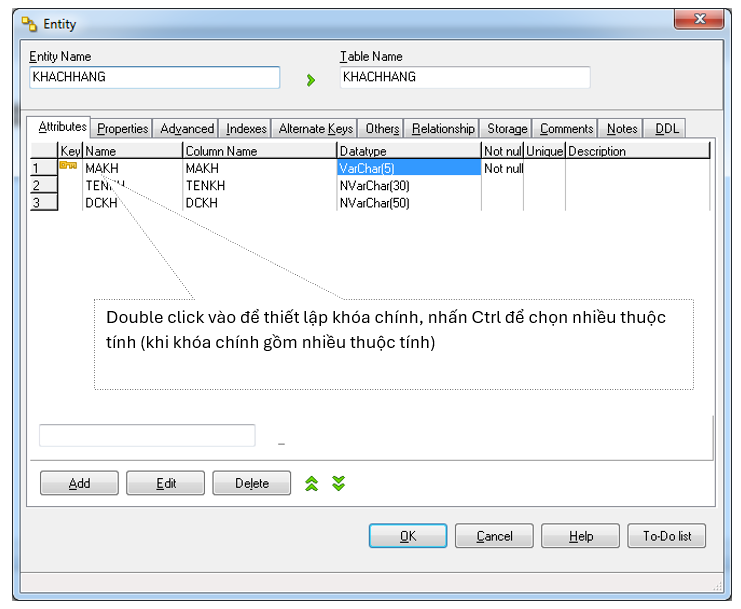 Entity
Entity Name Table Name
KHACHHANG KHACHHANG
Attributes Properties Advanced Indexes Alternate Keys Others Relationship Storage Comments Notes DDL
Key Name Column Name Datatype Not nul Unique Description
1 MAKH MAKH VarChar(5) Not null
2 TENKH TENKH NVarChar(30)
3 DCKH DCKH NVarChar(50)
Double click vào để thiết lập khóa chính, nhấn Ctrl để chọn nhiều thuộc
tính (khi khóa chính gồm nhiều thuộc tính)
Add Edit Delete
OK Cancel Help To-Do list